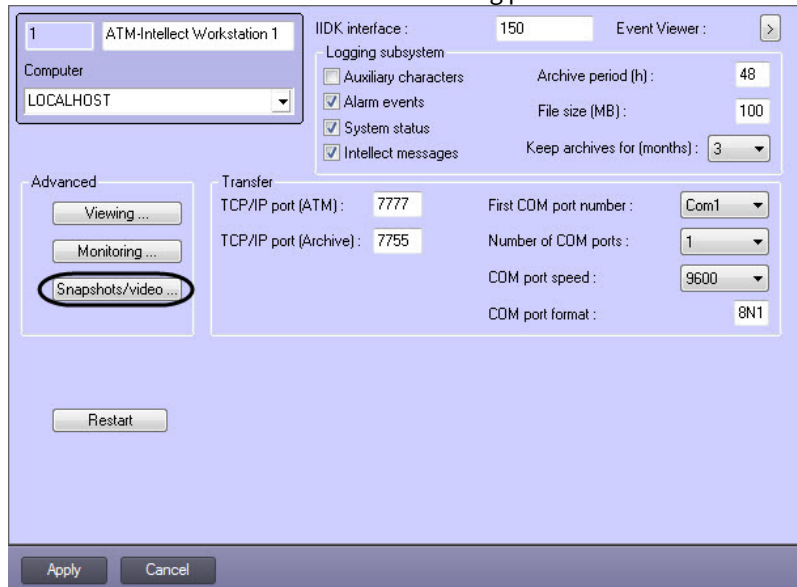 1 ATM-Intellect Workstation 1
Computer
LOCALHOST
IIDK interface : 150 Event Viewer : >
Logging subsystem
Auxiliary characters Archive period (h) : 48
Alarm events File size (MB) : 100
System status
Intellect messages Keep archives for (months) : 3
Advanced
Viewing ...
Monitoring ...
Snapshots/video ...
Transfer
TCP/IP port (ATM) : 7777 First COM port number : Com1
TCP/IP port (Archive) : 7755 Number of COM ports : 1
COM port speed : 9600
COM port format : 8N1
Restart
Apply Cancel